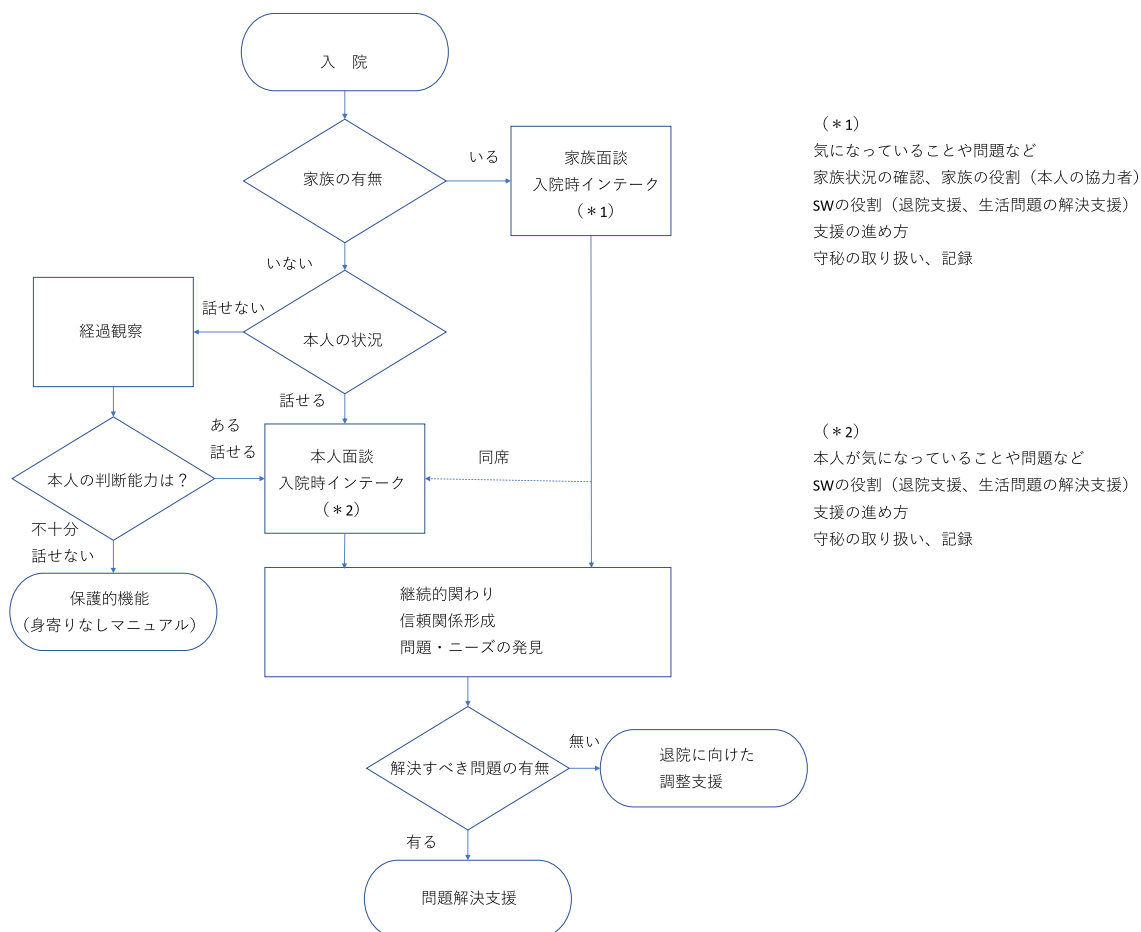 入　院
家族の有無
いる
家族面談
入院時インテーク
（＊1）
いない
本人の状況
話せない
経過観察
話せる
本人の判断能力は？
ある
話せる
本人面談
入院時インテーク
（＊2）
同席
不十分
話せない
保護的機能
（身寄りなしマニュアル）
継続的関わり
信頼関係形成
問題・ニーズの発見
解決すべき問題の有無
無い
退院に向けた
調整支援
有る
問題解決支援
（＊1）
気になっていることや問題など
家族状況の確認、家族の役割（本人の協力者）
SWの役割（退院支援、生活問題の解決支援）
支援の進め方
守秘の取り扱い、記録
（＊2）
本人が気になっていることや問題など
SWの役割（退院支援、生活問題の解決支援）
支援の進め方
守秘の取り扱い、記録